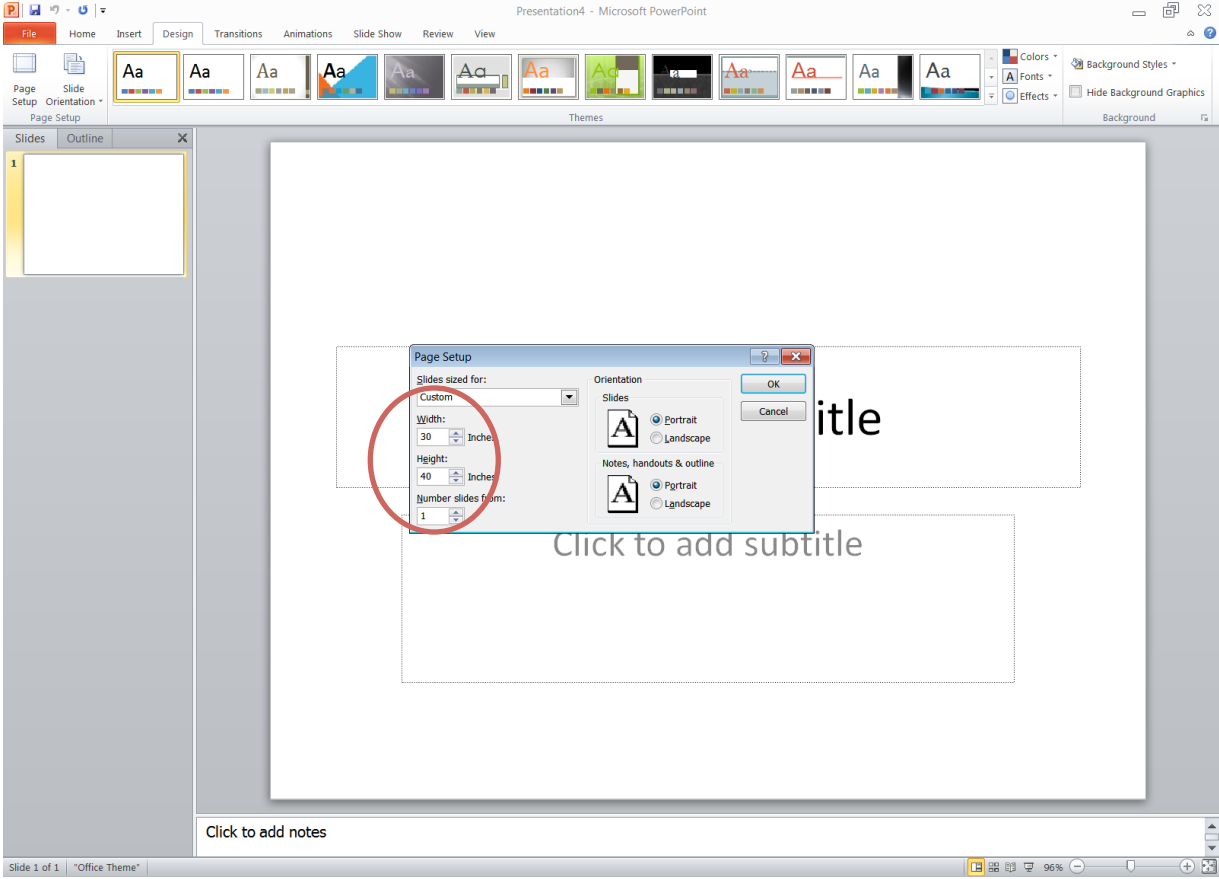 Presentation4 - Microsoft PowerPoint
File Home Insert Design Transitions Animations Slide Show Review View
Page Setup
Slide Orientation
Page Setup
Aa Aa Aa Aa Aa Aa Aa Aa Aa Aa Aa Aa Aa
Themes
Colors
Fonts
Effects
Background Styles
Hide Background Graphics
Background
Slides Outline
1
Page Setup
Slides sized for:
Custom
Width:
30 Inches
Height:
40 Inches
Number slides from:
1
Orientation
Slides
Portrait
Landscape
Notes, handouts & outline
Portrait
Landscape
OK
Cancel
itle
Click to add subtitle
Click to add notes
Slide 1 of 1 "Office Theme" 96%